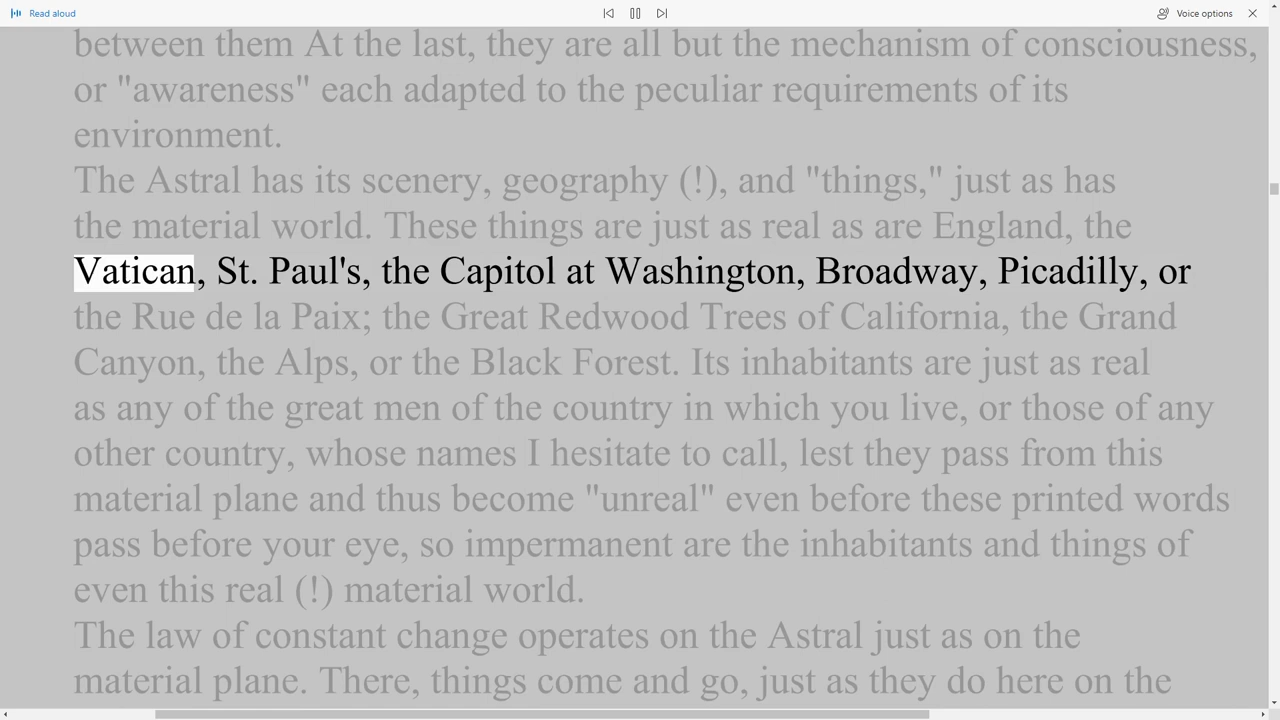 Read aloud
Voice options
between them At the last, they are all but the mechanism of consciousness,
or "awareness" each adapted to the peculiar requirements of its
environment.
The Astral has its scenery, geography (!), and "things," just as has
the material world. These things are just as real as are England, the
Vatican, St. Paul's, the Capitol at Washington, Broadway, Picadilly, or
the Rue de la Paix; the Great Redwood Trees of California, the Grand
Canyon, the Alps, or the Black Forest. Its inhabitants are just as real
as any of the great men of the country in which you live, or those of any
other country, whose names I hesitate to call, lest they pass from this
material plane and thus become "unreal" even before these printed words
pass before your eye, so impermanent are the inhabitants and things of
even this real (!) material world.
The law of constant change operates on the Astral just as on the
material plane. There, things come and go, just as they do here on the